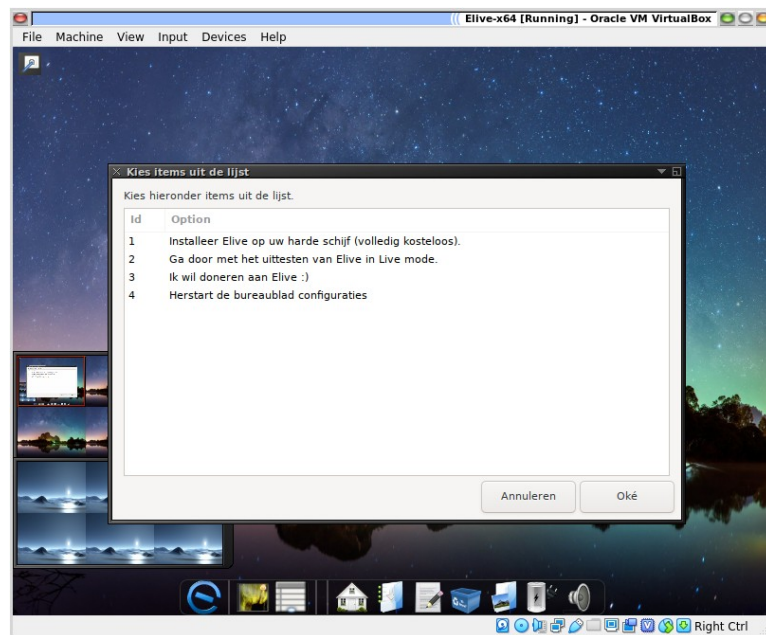 Elive-x64 [Running] - Oracle VM VirtualBox
File Machine View Input Devices Help
Kies items uit de lijst
Kies hieronder items uit de lijst.
Id Option
1 Installeer Elive op uw harde schijf (volledig kosteloos).
2 Ga door met het uittesten van Elive in Live mode.
3 Ik wil doneren aan Elive :)
4 Herstart de bureaublad configuraties
Annuleren Oké
Right Ctrl